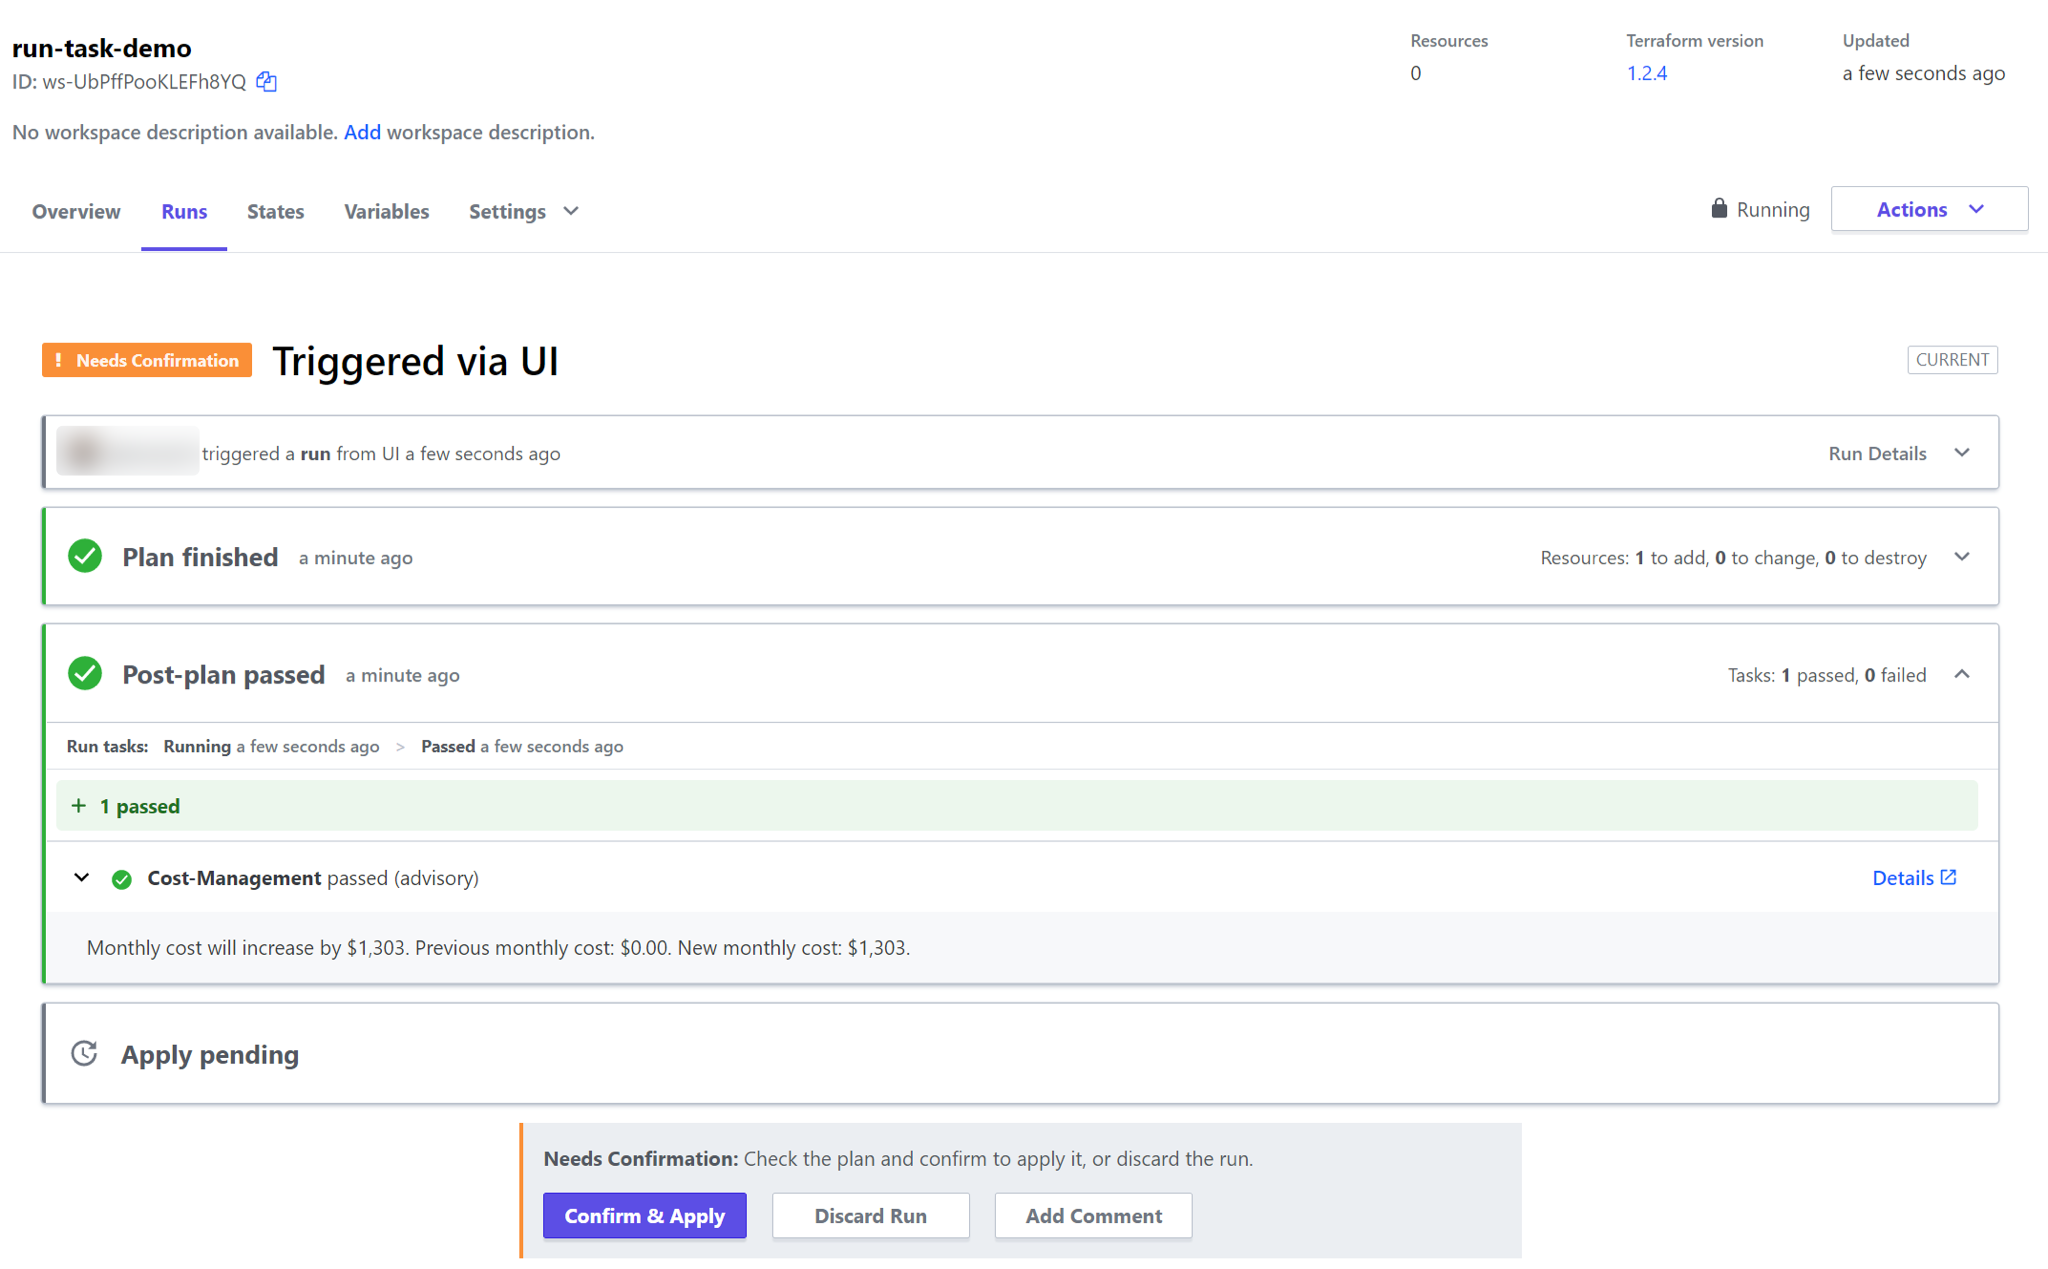 run-task-demo
ID: ws-UbPffPooKLEFh8YQ
No workspace description available. Add workspace description.
Resources
0
Terraform version
1.2.4
Updated
a few seconds ago
Overview Runs States Variables Settings
Running Actions
! Needs Confirmation Triggered via UI CURRENT
triggered a run from UI a few seconds ago Run Details
Plan finished a minute ago Resources: 1 to add, 0 to change, 0 to destroy
Post-plan passed a minute ago Tasks: 1 passed, 0 failed
Run tasks: Running a few seconds ago > Passed a few seconds ago
+ 1 passed
Cost-Management passed (advisory) Details
Monthly cost will increase by $1,303. Previous monthly cost: $0.00. New monthly cost: $1,303.
Apply pending
Needs Confirmation: Check the plan and confirm to apply it, or discard the run.
Confirm & Apply Discard Run Add Comment